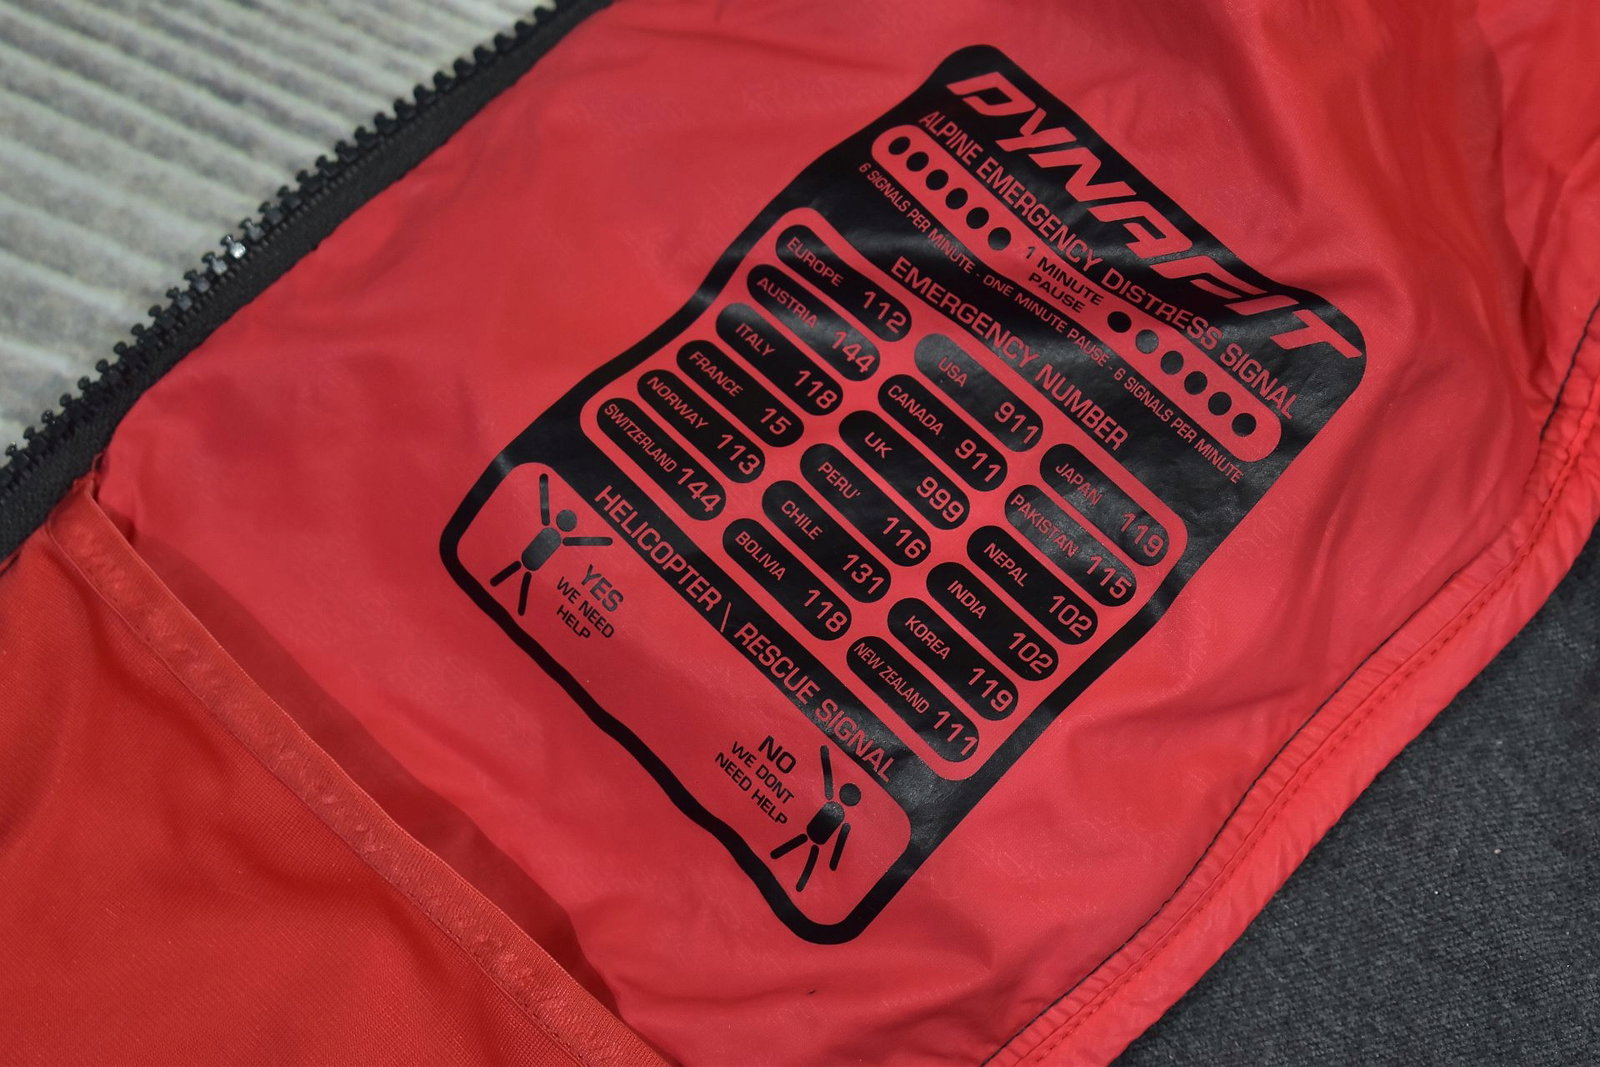 DYNAFIT
ALPINE EMERGENCY DISTRESS SIGNAL
1 MINUTE
PAUSE
6 SIGNALS PER MINUTE - ONE MINUTE PAUSE - 6 SIGNALS PER MINUTE
EMERGENCY NUMBER
EUROPE 112
AUSTRIA 144
ITALY 118
FRANCE 15
NORWAY 113
SWITZERLAND 144
USA 911
CANADA 911
UK 999
PERU' 116
CHILE 131
BOLIVIA 118
JAPAN 119
PAKISTAN 115
NEPAL 102
INDIA 102
KOREA 119
NEW ZEALAND 111
HELICOPTER \ RESCUE SIGNAL
YES
WE NEED
HELP
NO
WE DONT
NEED HELP